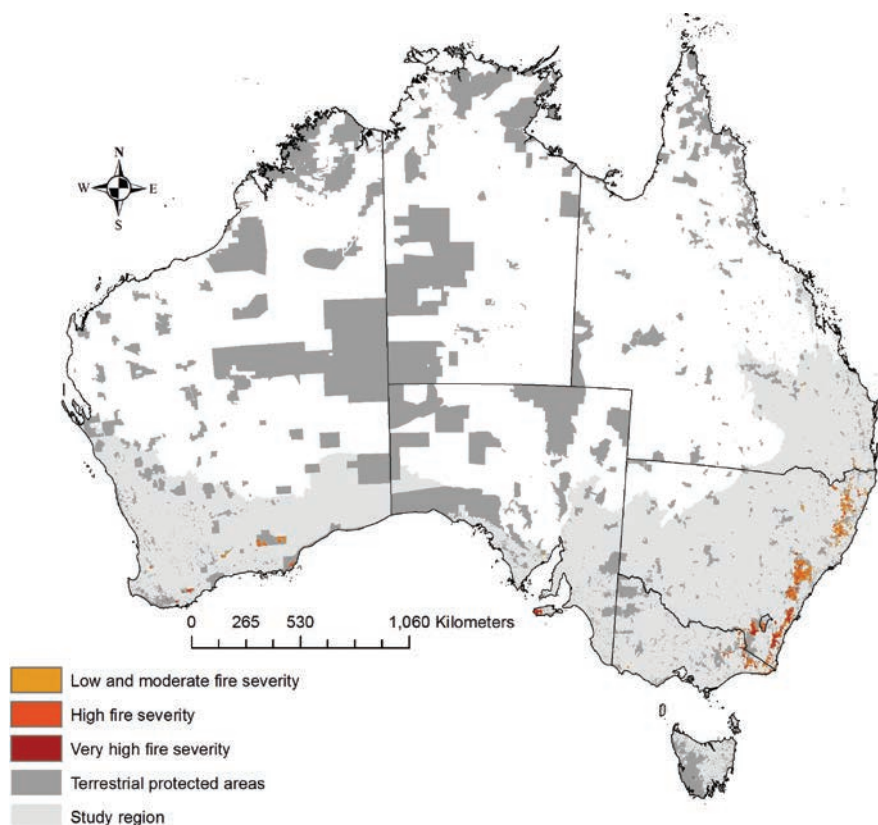 N
W E
S
0 265 530 1,060 Kilometers
Low and moderate fire severity
High fire severity
Very high fire severity
Terrestrial protected areas
Study region